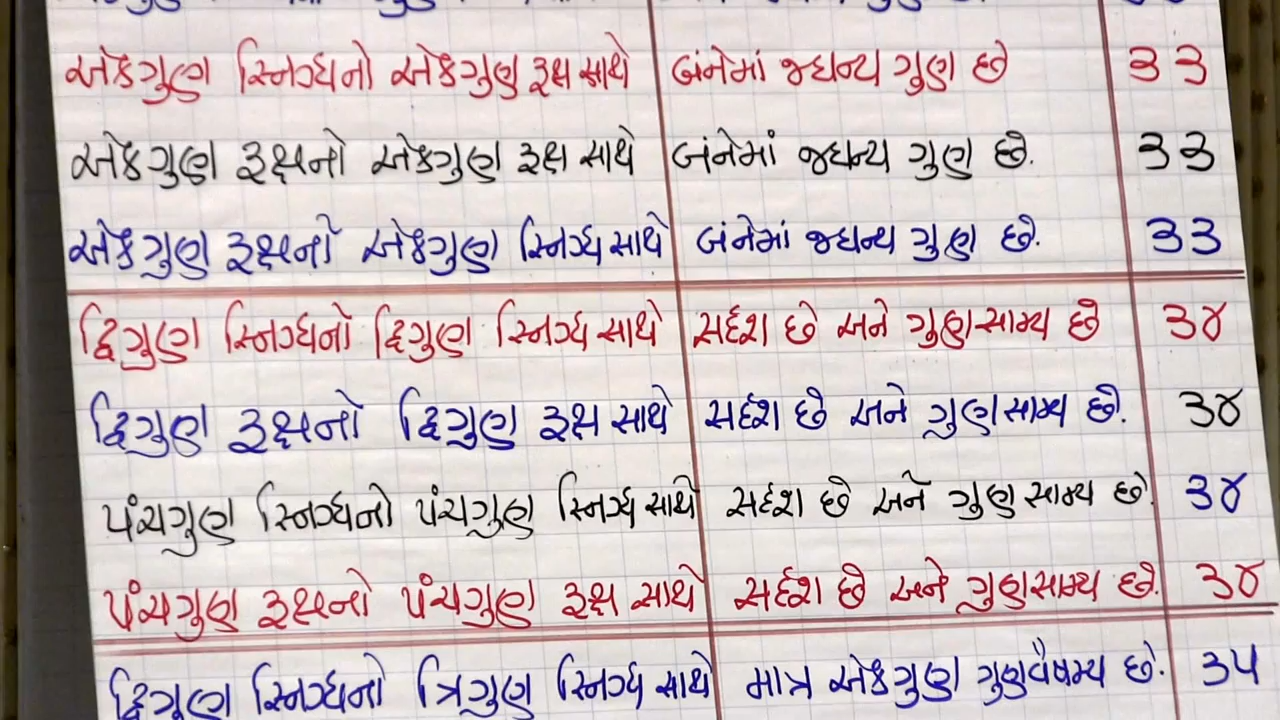 એકગુણ સ્નિગ્ધનો એકગુણ રૂક્ષ સાથે બંનેમાં જઘન્ય ગુણ છે ૩૩
એકગુણ રૂક્ષનો એકગુણ રૂક્ષ સાથે બંનેમાં જઘન્ય ગુણ છે. ૩૩
એકગુણ રૂક્ષનો એકગુણ સ્નિગ્ધ સાથે બંનેમાં જઘન્ય ગુણ છે. ૩૩
દ્વિગુણ સ્નિગ્ધનો દ્વિગુણ સ્નિગ્ધ સાથે સદૃશ છે અને ગુણસામ્ય છે ૩૪
દ્વિગુણ રૂક્ષનો દ્વિગુણ રૂક્ષ સાથે સદૃશ છે અને ગુણસામ્ય છે. ૩૪
પંચગુણ સ્નિગ્ધનો પંચગુણ સ્નિગ્ધ સાથે સદૃશ છે અને ગુણસામ્ય છે. ૩૪
પંચગુણ રૂક્ષનો પંચગુણ રૂક્ષ સાથે સદૃશ છે અને ગુણસામ્ય છે. ૩૪
દ્વિગુણ સ્નિગ્ધનો ત્રિગુણ સ્નિગ્ધ સાથે માત્ર એકગુણ ગુણવૈષમ્ય છે. ૩૫